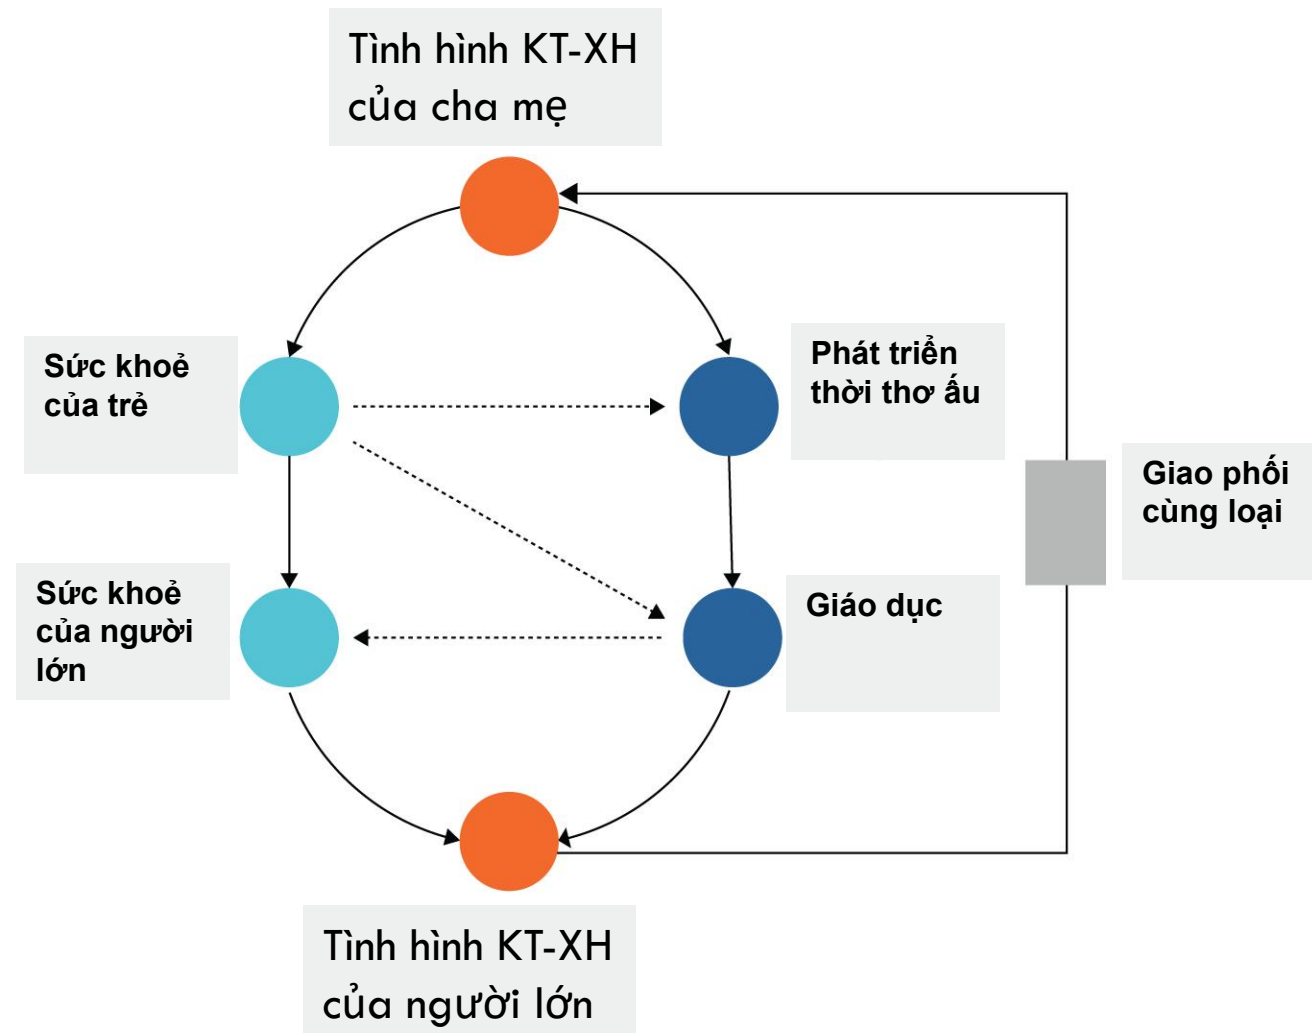 Tình hình KT-XH
của cha mẹ
Sức khoẻ
của trẻ
Phát triển
thời thơ ấu
Giao phối
cùng loại
Sức khoẻ
của người
lớn
Giáo dục
Tình hình KT-XH
của người lớn